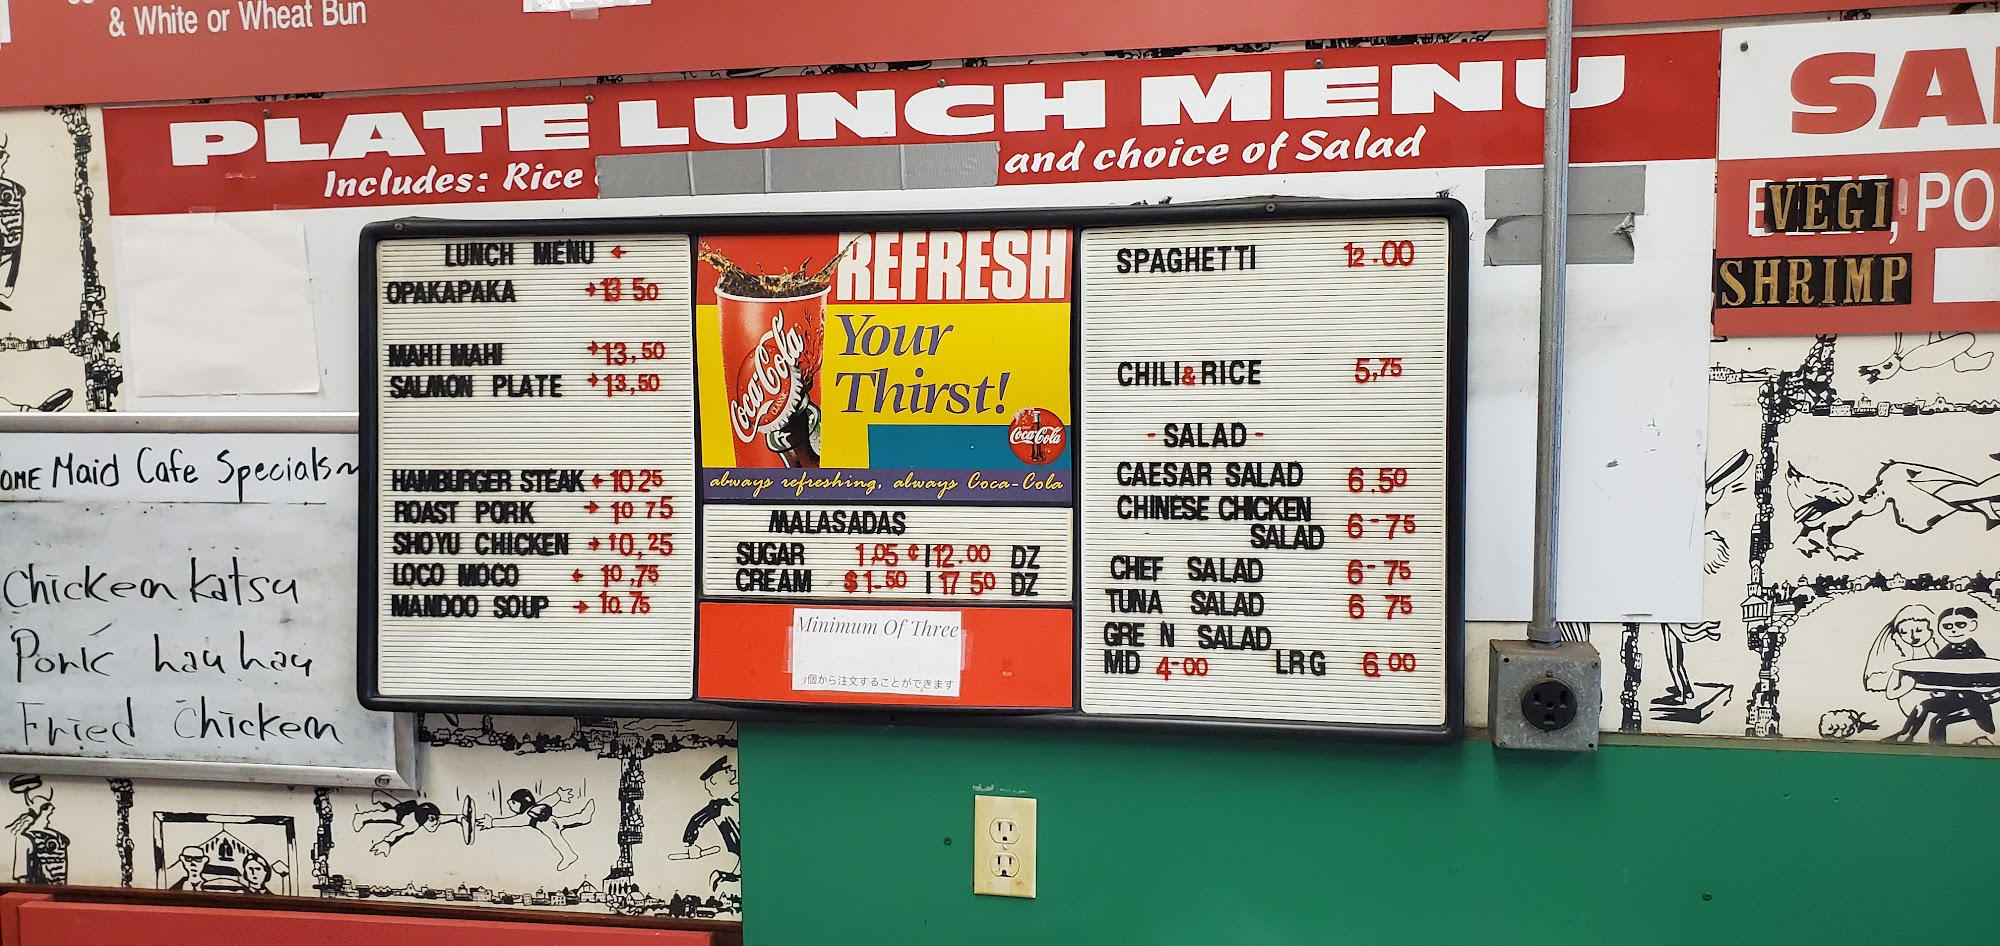 & White or Wheat Bun
PLATE LUNCH MENU
Includes: Rice and choice of Salad
LUNCH MENU
OPAKAPAKA 13 50
MAHI MAHI 13,50
SALMON PLATE 13,50
HAMBURGER STEAK 10 25
ROAST PORK 10 75
SHOYU CHICKEN 10,25
LOCO MOCO 10,75
MANDOO SOUP 10.75
REFRESH
Your
Thirst!
Coca-Cola
CLASSIC
Coca-Cola
always refreshing, always Coca-Cola
MALASADAS
SUGAR 1.05 ¢ | 12.00 DZ
CREAM $1.50 | 17 50 DZ
Minimum Of Three
個から注文することができます
SPAGHETTI 12.00
CHILI & RICE 5,75
- SALAD -
CAESAR SALAD 6.50
CHINESE CHICKEN
SALAD 6-75
CHEF SALAD 6-75
TUNA SALAD 6 75
GRE N SALAD
MD 4-00 LRG 6 00
SA
VEGI, PO
SHRIMP
OME Maid Cafe Specials~
Chicken Katsu
Pork hau hau
Fried Chicken